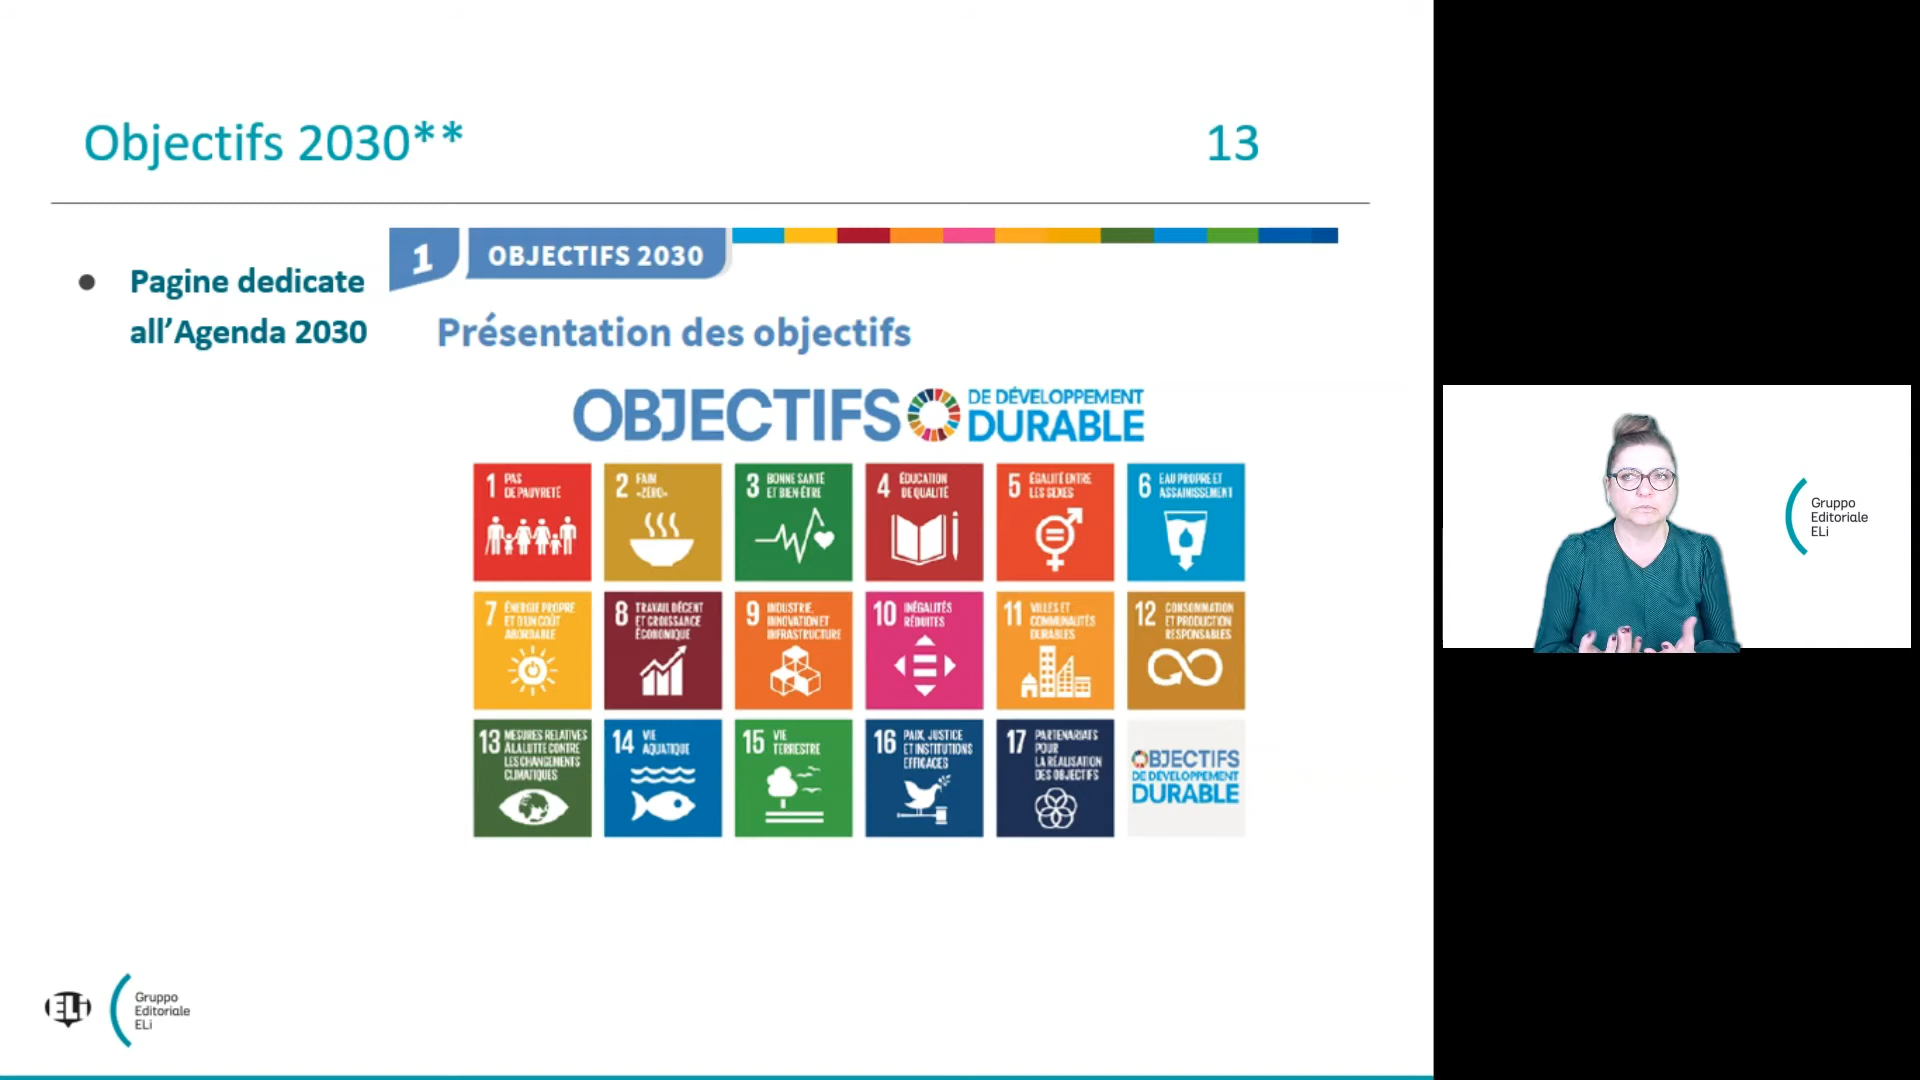 Objectifs 2030**
13
Pagine dedicate
all’Agenda 2030
1
OBJECTIFS 2030
Présentation des objectifs
OBJECTIFS
DE DÉVELOPPEMENT
DURABLE
1 PAS
DE PAUVRETÉ
2 FAIM
«ZÉRO»
3 BONNE SANTÉ
ET BIEN-ÊTRE
4 ÉDUCATION
DE QUALITÉ
5 ÉGALITÉ ENTRE
LES SEXES
6 EAU PROPRE ET
ASSAINISSEMENT
7 ÉNERGIE PROPRE
ET D'UN COÛT
ABORDABLE
8 TRAVAIL DÉCENT
ET CROISSANCE
ÉCONOMIQUE
9 INDUSTRIE,
INNOVATION ET
INFRASTRUCTURE
10 INÉGALITÉS
RÉDUITES
11 VILLES ET
COMMUNAUTÉS
DURABLES
12 CONSOMMATION
ET PRODUCTION
RESPONSABLES
13 MESURES RELATIVES
À LA LUTTE CONTRE
LES CHANGEMENTS
CLIMATIQUES
14 VIE
AQUATIQUE
15 VIE
TERRESTRE
16 PAIX, JUSTICE
ET INSTITUTIONS
EFFICACES
17 PARTENARIATS
POUR
LA RÉALISATION
DES OBJECTIFS
OBJECTIFS
DE DÉVELOPPEMENT
DURABLE
ELi
Gruppo
Editoriale
ELi
Gruppo
Editoriale
ELi